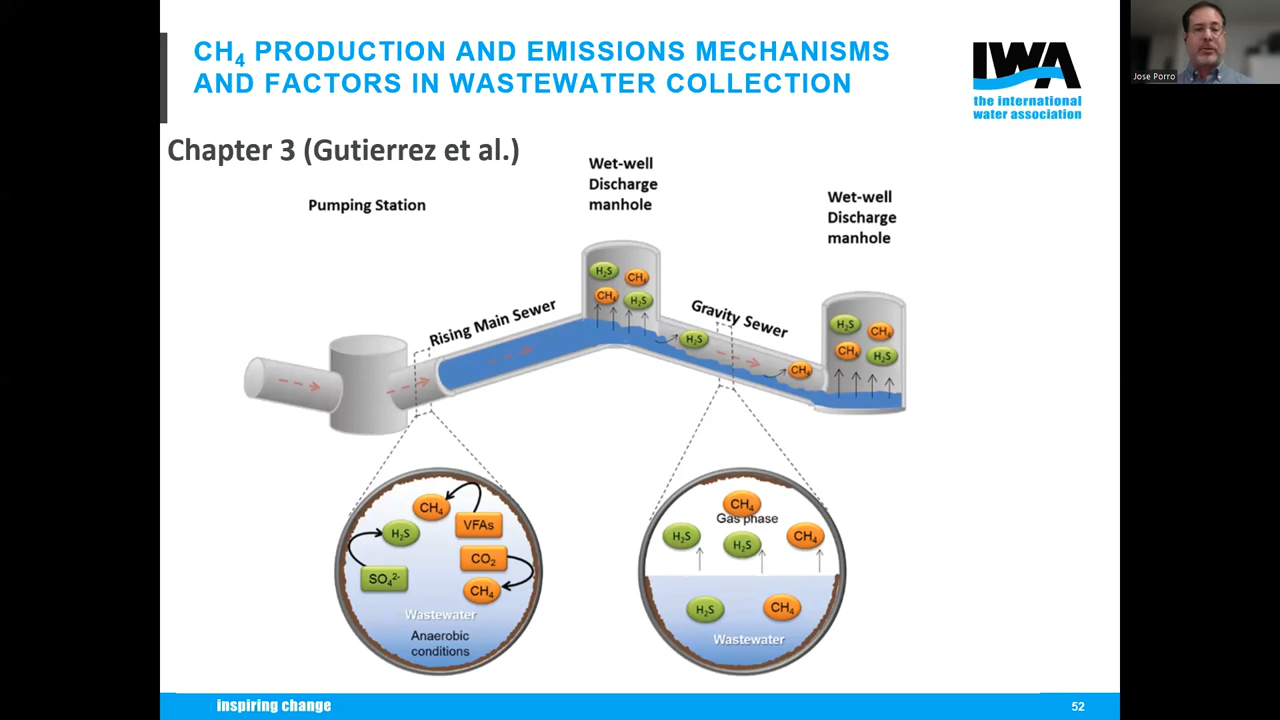 CH₄ PRODUCTION AND EMISSIONS MECHANISMS
AND FACTORS IN WASTEWATER COLLECTION
IWA
the international
water association
Jose Porro
Chapter 3 (Gutierrez et al.)
Pumping Station
Wet-well
Discharge
manhole
Wet-well
Discharge
manhole
Rising Main Sewer
Gravity Sewer
H₂S
CH₄
CH₄
H₂S
H₂S
CH₄
H₂S
CH₄
CH₄
H₂S
CH₄
H₂S
VFAs
CO₂
SO₄²⁻
CH₄
Wastewater
Anaerobic
conditions
CH₄
Gas phase
H₂S
H₂S
CH₄
H₂S
CH₄
Wastewater
inspiring change
52